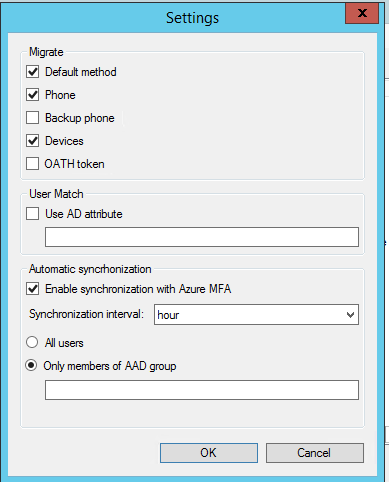 Settings
x
Migrate
Default method
Phone
Backup phone
Devices
OATH token
User Match
Use AD attribute
Automatic syncrhonization
Enable synchronization with Azure MFA
Synchronization interval: hour
All users
Only members of AAD group
OK Cancel